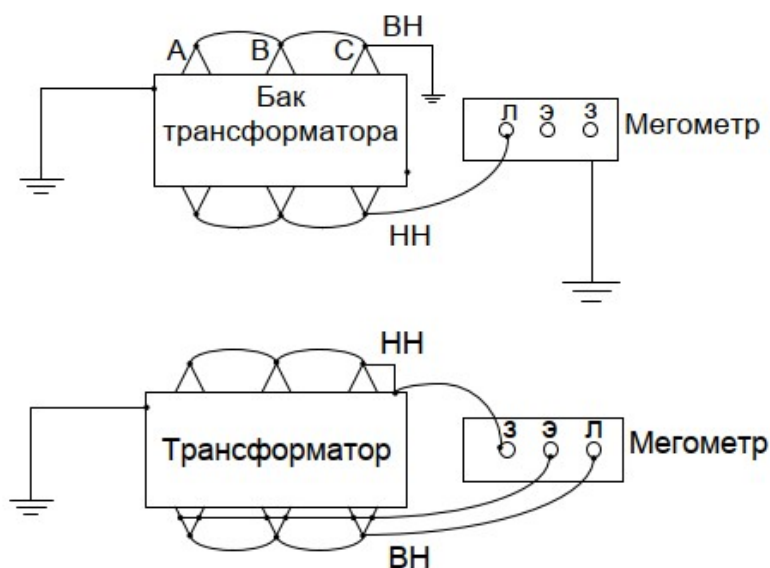 А В С ВН
Бак
трансформатора
Л Э З
Мегометр
НН
НН
Трансформатор
З Э Л
Мегометр
ВН